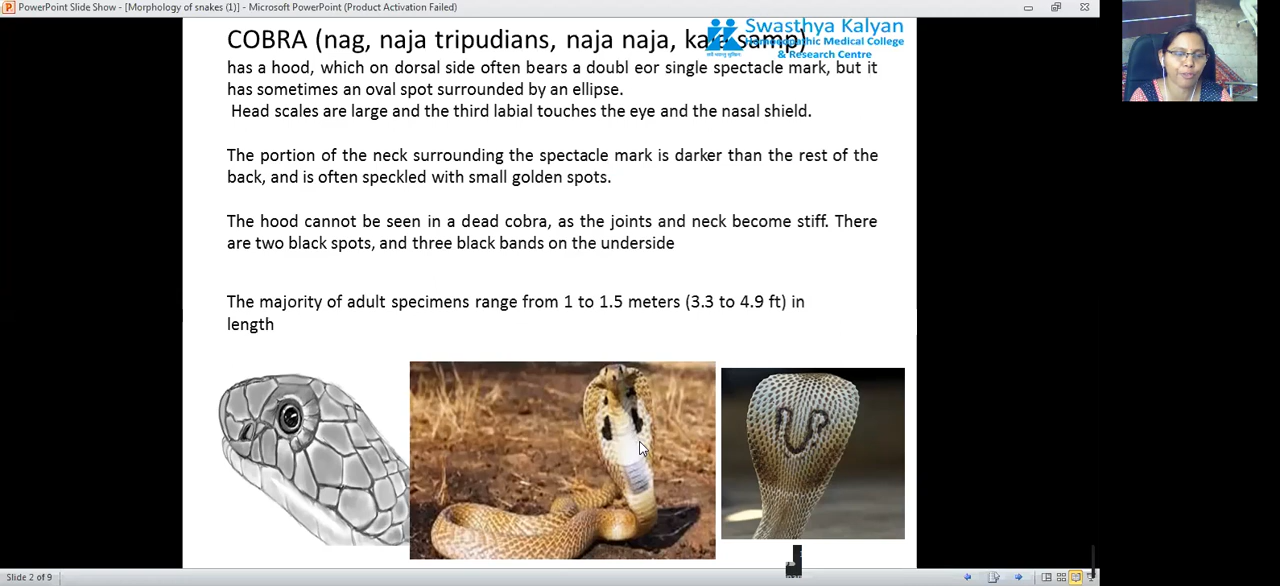 PowerPoint Slide Show - [Morphology of snakes (1)] - Microsoft PowerPoint (Product Activation Failed)
COBRA (nag, naja tripudians, naja naja, kala samp)
Swasthya Kalyan
Homoeopathic Medical College
& Research Centre
has a hood, which on dorsal side often bears a doubl eor single spectacle mark, but it
has sometimes an oval spot surrounded by an ellipse.
Head scales are large and the third labial touches the eye and the nasal shield.
The portion of the neck surrounding the spectacle mark is darker than the rest of the
back, and is often speckled with small golden spots.
The hood cannot be seen in a dead cobra, as the joints and neck become stiff. There
are two black spots, and three black bands on the underside
The majority of adult specimens range from 1 to 1.5 meters (3.3 to 4.9 ft) in
length
Slide 2 of 9